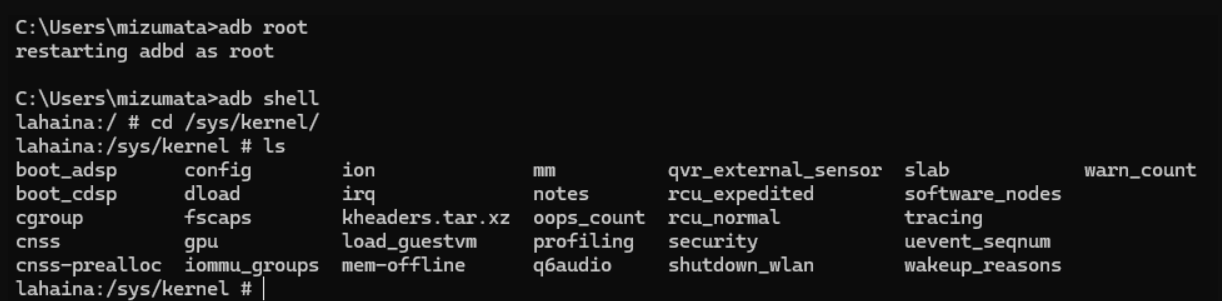 C:\Users\mizumata>adb root
restarting adbd as root
C:\Users\mizumata>adb shell
lahaina:/ # cd /sys/kernel/
lahaina:/sys/kernel # ls
boot_adsp config ion mm qvr_external_sensor slab warn_count
boot_cdsp dload irq notes rcu_expedited software_nodes
cgroup fscaps kheaders.tar.xz oops_count rcu_normal tracing
cnss gpu load_guestvm profiling security uevent_seqnum
cnss-prealloc iommu_groups mem-offline q6audio shutdown_wlan wakeup_reasons
lahaina:/sys/kernel #